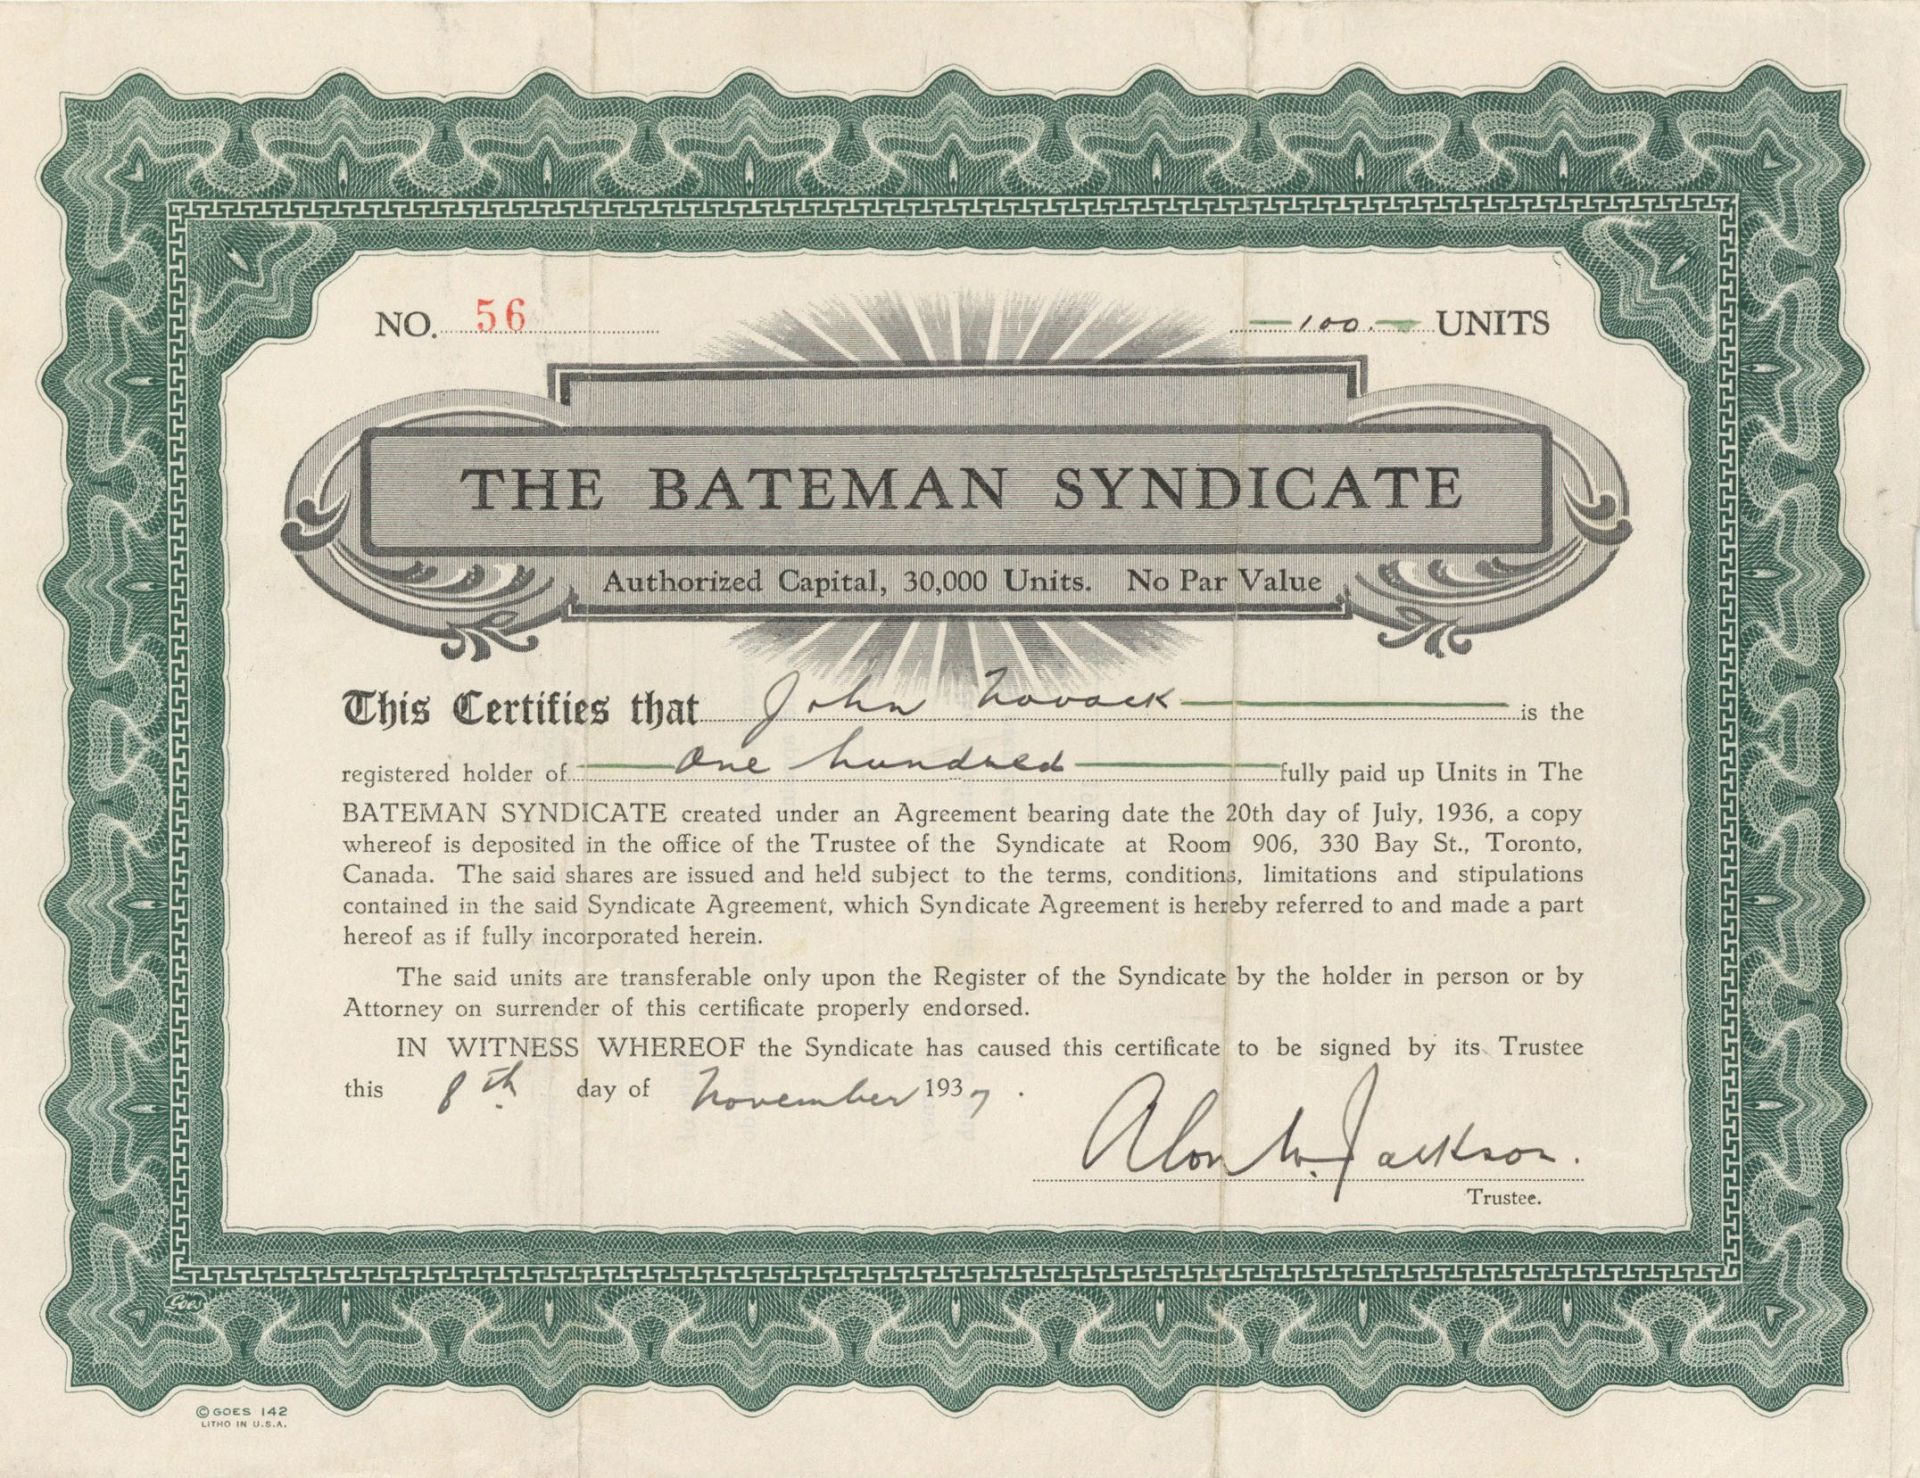 NO. 56 — 100. — UNITS
THE BATEMAN SYNDICATE
Authorized Capital, 30,000 Units. No Par Value
This Certifies that John Novack is the
registered holder of One hundred fully paid up Units in The
BATEMAN SYNDICATE created under an Agreement bearing date the 20th day of July, 1936, a copy
whereof is deposited in the office of the Trustee of the Syndicate at Room 906, 330 Bay St., Toronto,
Canada. The said shares are issued and held subject to the terms, conditions, limitations and stipulations
contained in the said Syndicate Agreement, which Syndicate Agreement is hereby referred to and made a part
hereof as if fully incorporated herein.
The said units are transferable only upon the Register of the Syndicate by the holder in person or by
Attorney on surrender of this certificate properly endorsed.
IN WITNESS WHEREOF the Syndicate has caused this certificate to be signed by its Trustee
this 8th day of November 1937.
Alon W. Jackson.
Trustee.
Goes
© GOES 142
LITHO IN U.S.A.